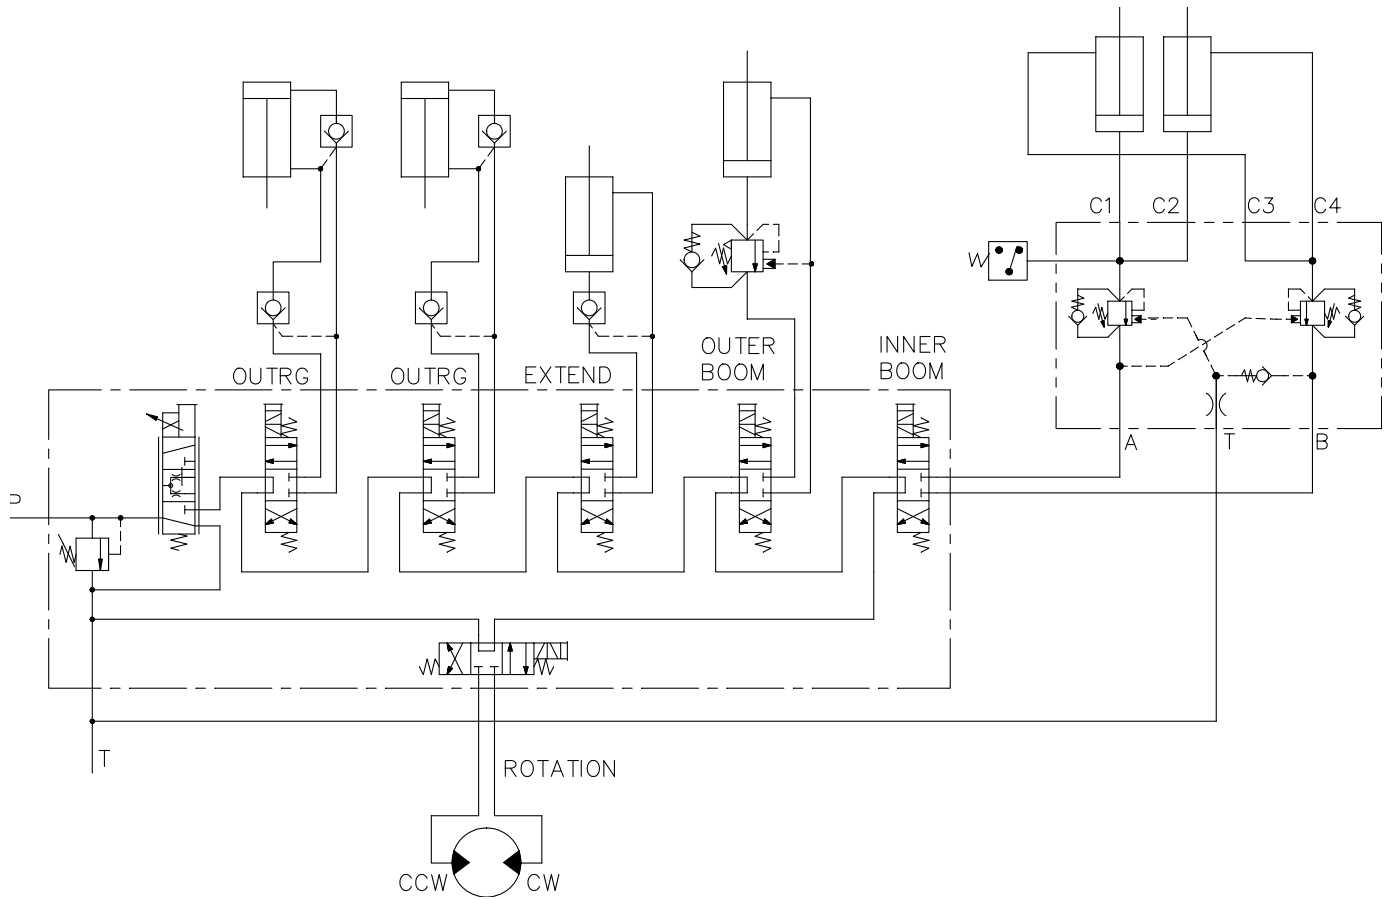 C1 C2 C3 C4
OUTRG
OUTRG
EXTEND
OUTER
BOOM
INNER
BOOM
A T B
T
ROTATION
CCW CW